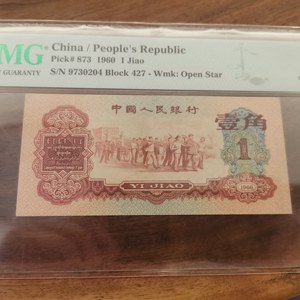 MG
GUARANTY
China / People's Republic
Pick# 873 1960 1 Jiao
S/N 9730204 Block 427 - Wmk: Open Star
中国人民银行
壹角
1
YI JIAO
1960